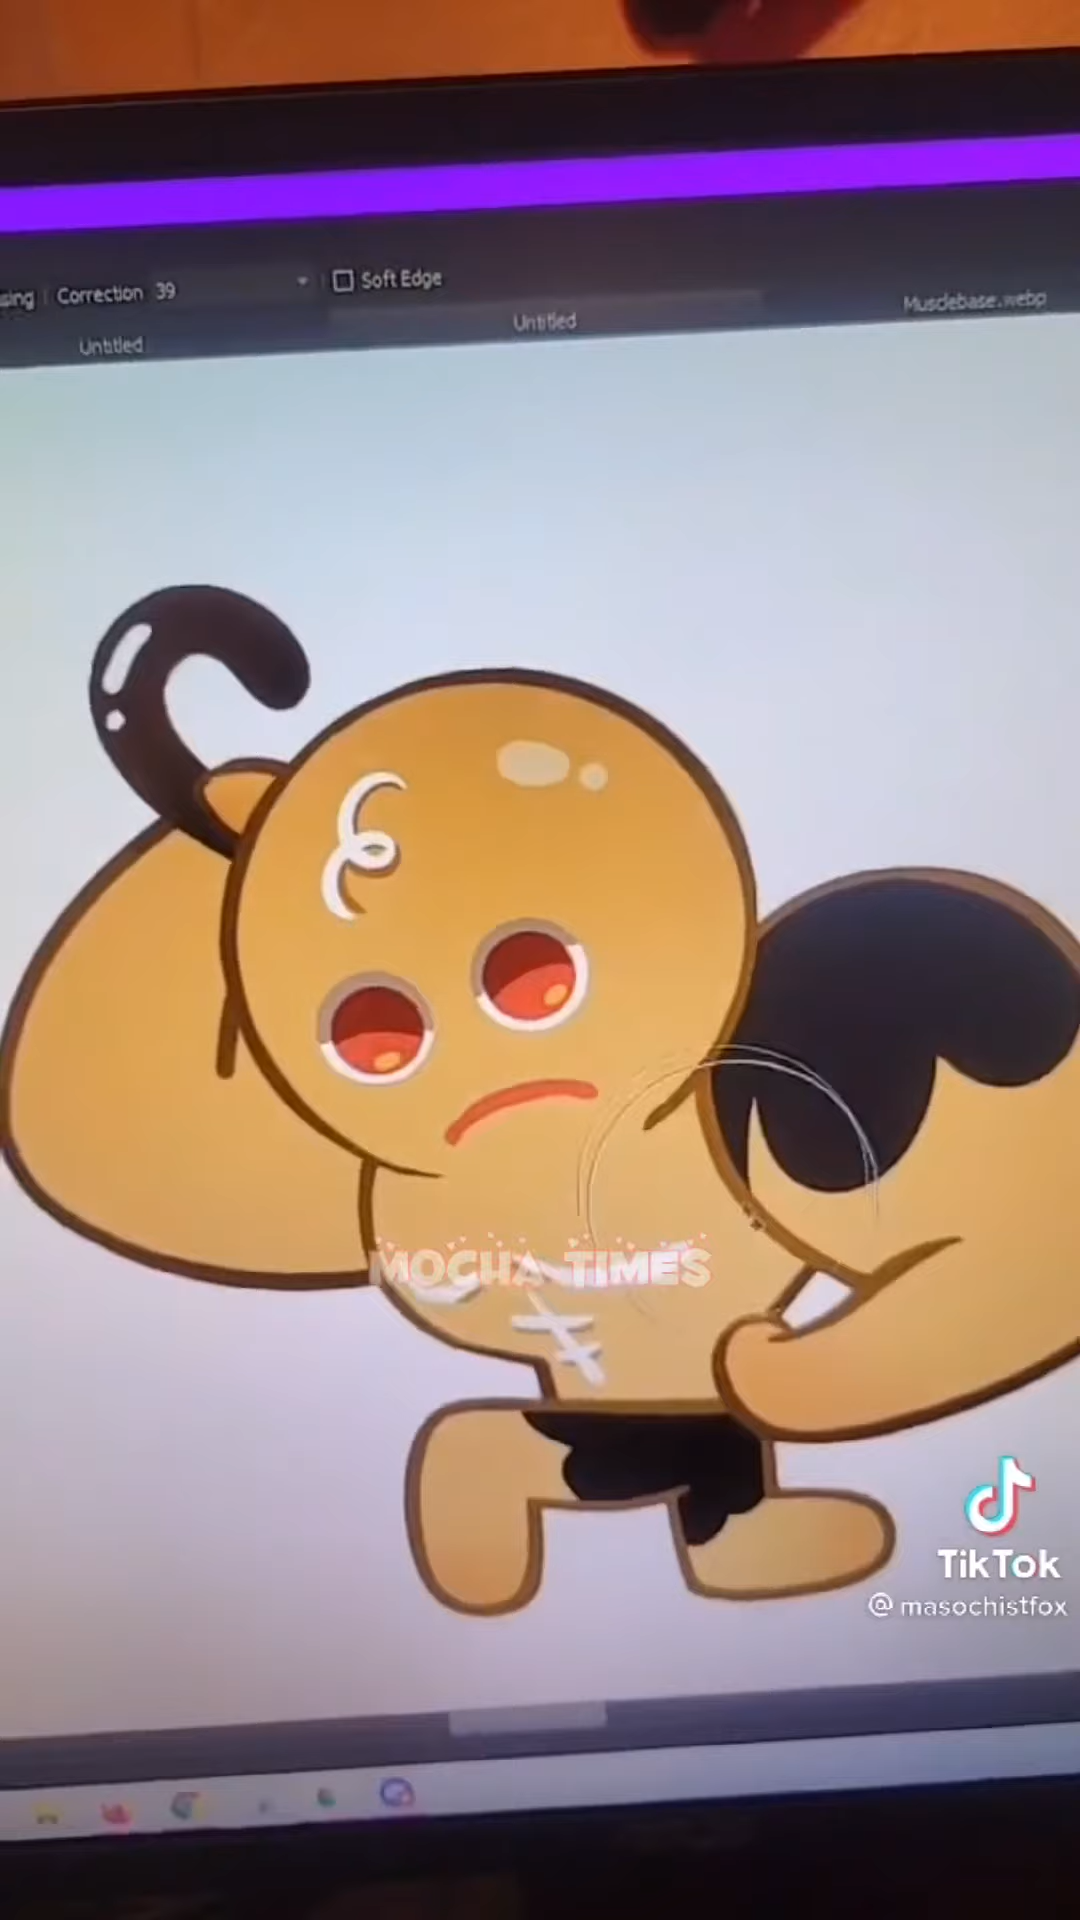 Correction 39
Soft Edge
Untitled
Untitled
Musclebase.webp
MOCHA TIMES
TikTok
@masochistfox